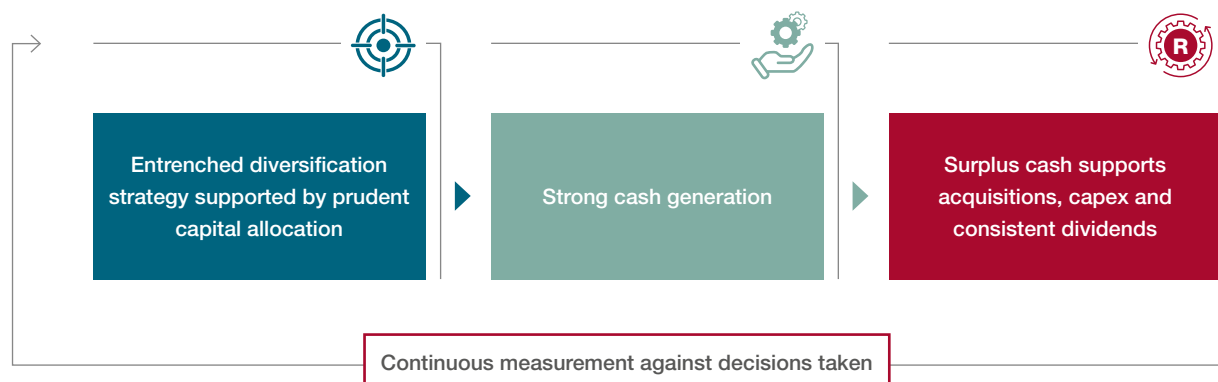 R
Entrenched diversification
strategy supported by prudent
capital allocation
Strong cash generation
Surplus cash supports
acquisitions, capex and
consistent dividends
Continuous measurement against decisions taken